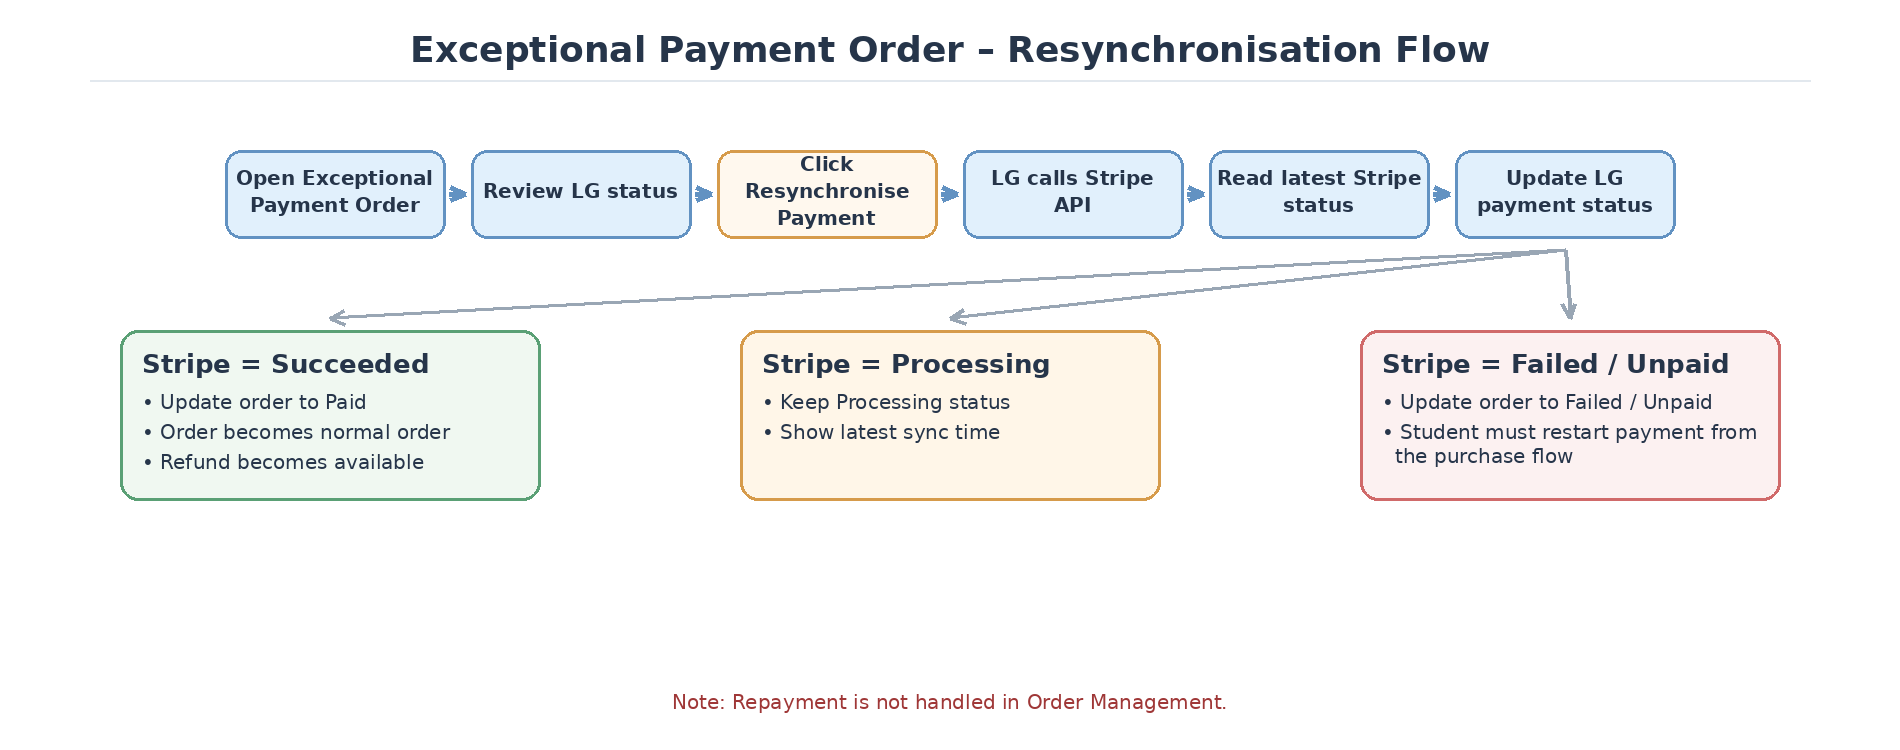 Exceptional Payment Order – Resynchronisation Flow
Open Exceptional
Payment Order
Review LG status
Click
Resynchronise
Payment
LG calls Stripe
API
Read latest Stripe
status
Update LG
payment status
Stripe = Succeeded
• Update order to Paid
• Order becomes normal order
• Refund becomes available
Stripe = Processing
• Keep Processing status
• Show latest sync time
Stripe = Failed / Unpaid
• Update order to Failed / Unpaid
• Student must restart payment from
the purchase flow
Note: Repayment is not handled in Order Management.